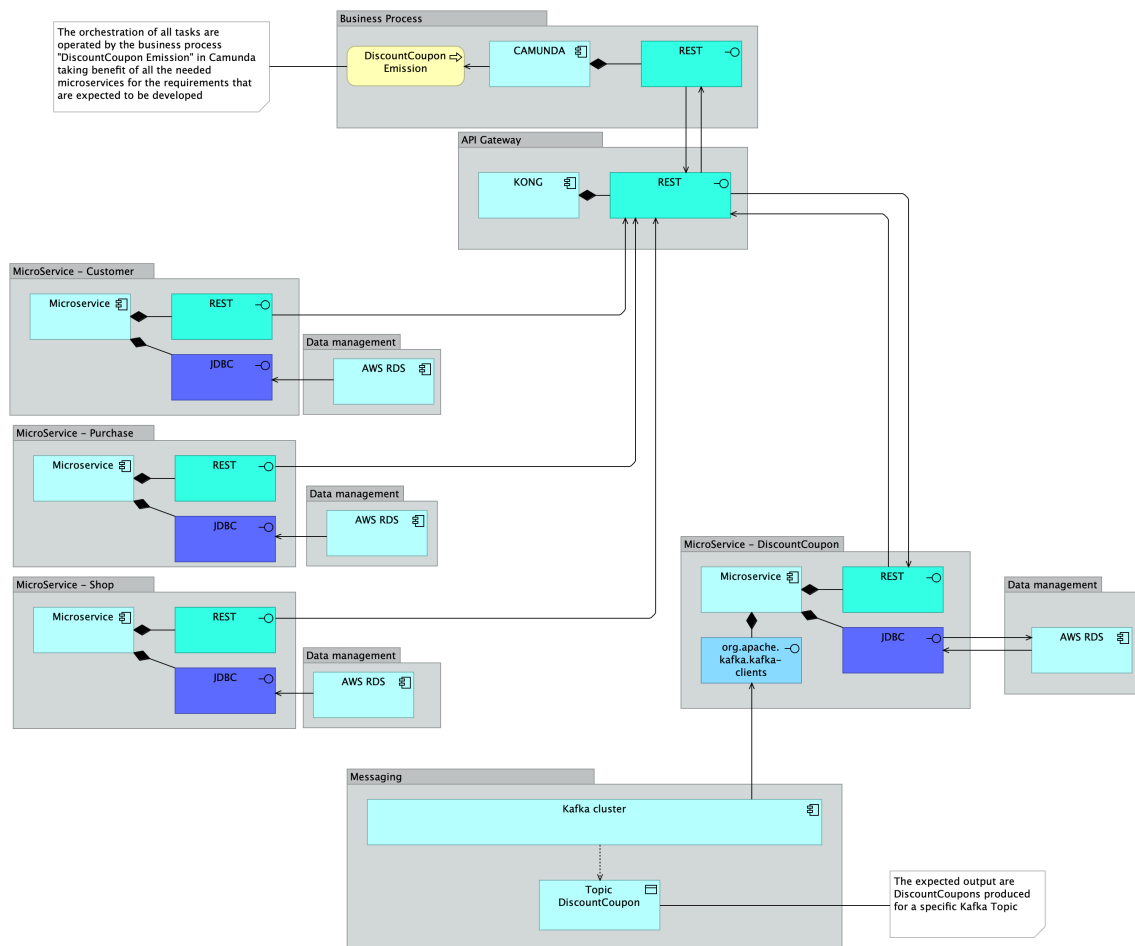 Business Process
The orchestration of all tasks are
operated by the business process
"DiscountCoupon Emission" in Camunda
taking benefit of all the needed
microservices for the requirements that
are expected to be developed
DiscountCoupon
Emission
CAMUNDA
REST
API Gateway
KONG
REST
MicroService - Customer
Microservice
REST
JDBC
Data management
AWS RDS
MicroService - Purchase
Microservice
REST
JDBC
Data management
AWS RDS
MicroService - Shop
Microservice
REST
JDBC
Data management
AWS RDS
MicroService - DiscountCoupon
Microservice
REST
org.apache.
kafka.kafka-
clients
JDBC
Data management
AWS RDS
Messaging
Kafka cluster
Topic
DiscountCoupon
The expected output are
DiscountCoupons produced
for a specific Kafka Topic